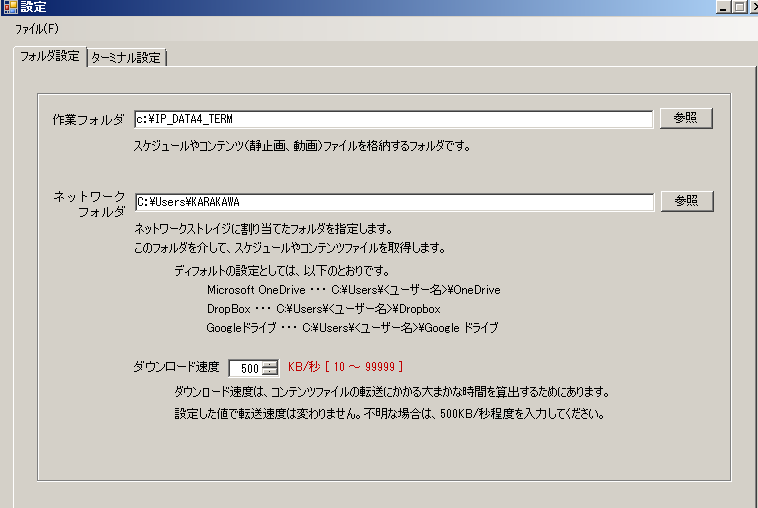 設定
ファイル(F)
フォルダ設定 ターミナル設定
作業フォルダ c:¥IP_DATA4_TERM 参照
スケジュールやコンテンツ(静止画、動画)ファイルを格納するフォルダです。
ネットワーク
フォルダ C:¥Users¥KARAKAWA 参照
ネットワークストレイジに割り当てたフォルダを指定します。
このフォルダを介して、スケジュールやコンテンツファイルを取得します。
ディフォルトの設定としては、以下のとおりです。
Microsoft OneDrive ・・・ C:¥Users¥<ユーザー名>¥OneDrive
DropBox ・・・ C:¥Users¥<ユーザー名>¥Dropbox
Googleドライブ ・・・ C:¥Users¥<ユーザー名>¥Google ドライブ
ダウンロード速度 500 KB/秒 [ 10 ～ 99999 ]
ダウンロード速度は、コンテンツファイルの転送にかかる大まかな時間を算出するためにあります。
設定した値で転送速度は変わりません。不明な場合は、500KB/秒程度を入力してください。